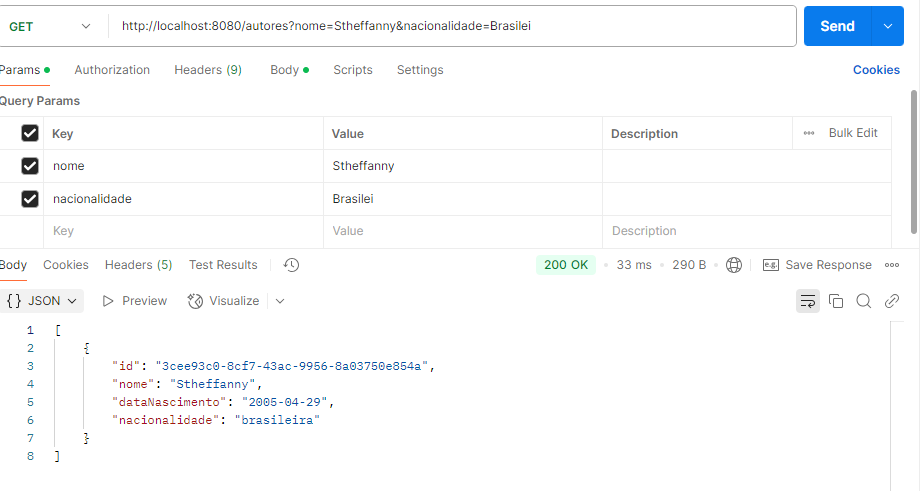 GET http://localhost:8080/autores?nome=Stheffanny&nacionalidade=Brasilei Send
Params Authorization Headers (9) Body Scripts Settings Cookies
Query Params
Key Value Description Bulk Edit
nome Stheffanny
nacionalidade Brasilei
Key Value Description
Body Cookies Headers (5) Test Results 200 OK 33 ms 290 B e.g. Save Response
{} JSON Preview Visualize
1 [
2 {
3 "id": "3cee93c0-8cf7-43ac-9956-8a03750e854a",
4 "nome": "Stheffanny",
5 "dataNascimento": "2005-04-29",
6 "nacionalidade": "brasileira"
7 }
8 ]